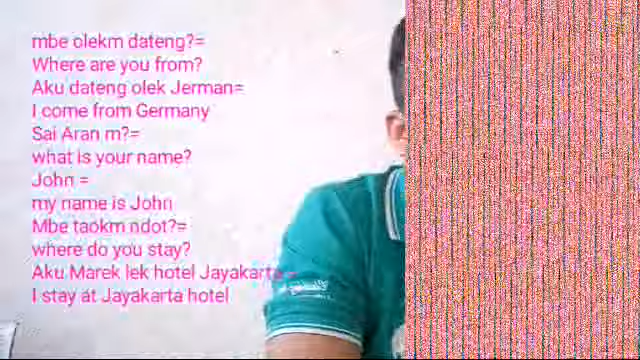 mbe olekm dateng?=
Where are you from?
Aku dateng olek Jerman=
I come from Germany
Sai Aran m?=
what is your name?
John =
my name is John
Mbe taokm ndot?=
where do you stay?
Aku Marek lek hotel Jayakarta =
I stay at Jayakarta hotel